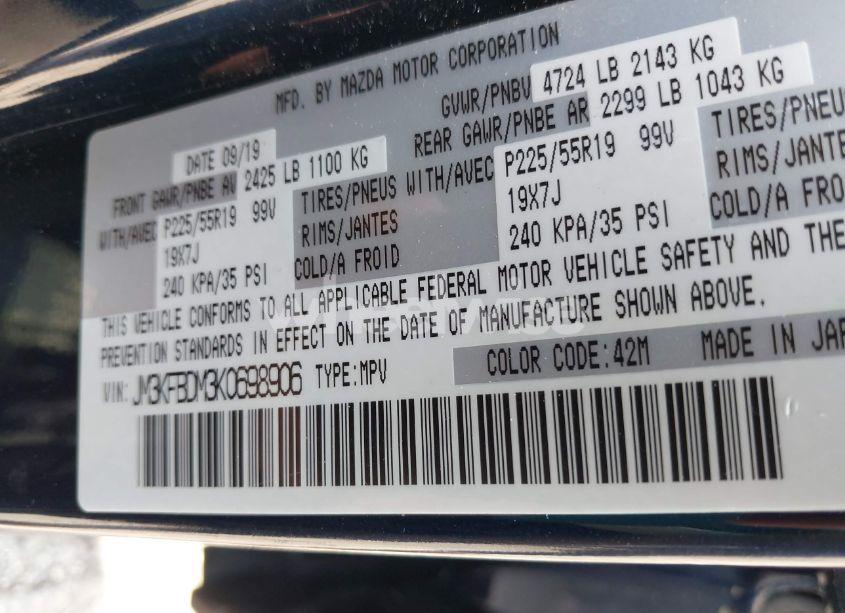 MFD. BY MAZDA MOTOR CORPORATION
DATE 09/19 GVWR/PNBV 4724 LB 2143 KG
FRONT GAWR/PNBE AV 2425 LB 1100 KG REAR GAWR/PNBE AR 2299 LB 1043 KG
WITH/AVEC P225/55R19 99V TIRES/PNEUS WITH/AVEC P225/55R19 99V TIRES/PNEU
19X7J RIMS/JANTES 19X7J RIMS/JANTES
240 KPA/35 PSI COLD/A FROID 240 KPA/35 PSI COLD/A FROI
THIS VEHICLE CONFORMS TO ALL APPLICABLE FEDERAL MOTOR VEHICLE SAFETY AND THE
PREVENTION STANDARDS IN EFFECT ON THE DATE OF MANUFACTURE SHOWN ABOVE.
VIN: JM3KFBDM3K0698906 TYPE:MPV COLOR CODE:42M MADE IN JAP